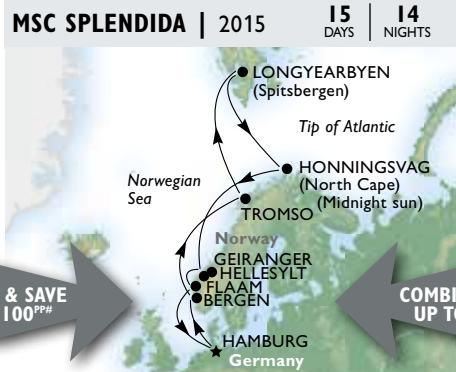 MSC SPLENDIDA | 2015
15 DAYS | 14 NIGHTS
LONGYEARBYEN
(Spitsbergen)
Tip of Atlantic
HONNINGSVAG
(North Cape)
(Midnight sun)
Norwegian
Sea
TROMSO
Norway
GEIRANGER
HELLESYLT
FLAAM
BERGEN
& SAVE
100PP#
COMBI
UP TO
HAMBURG
Germany